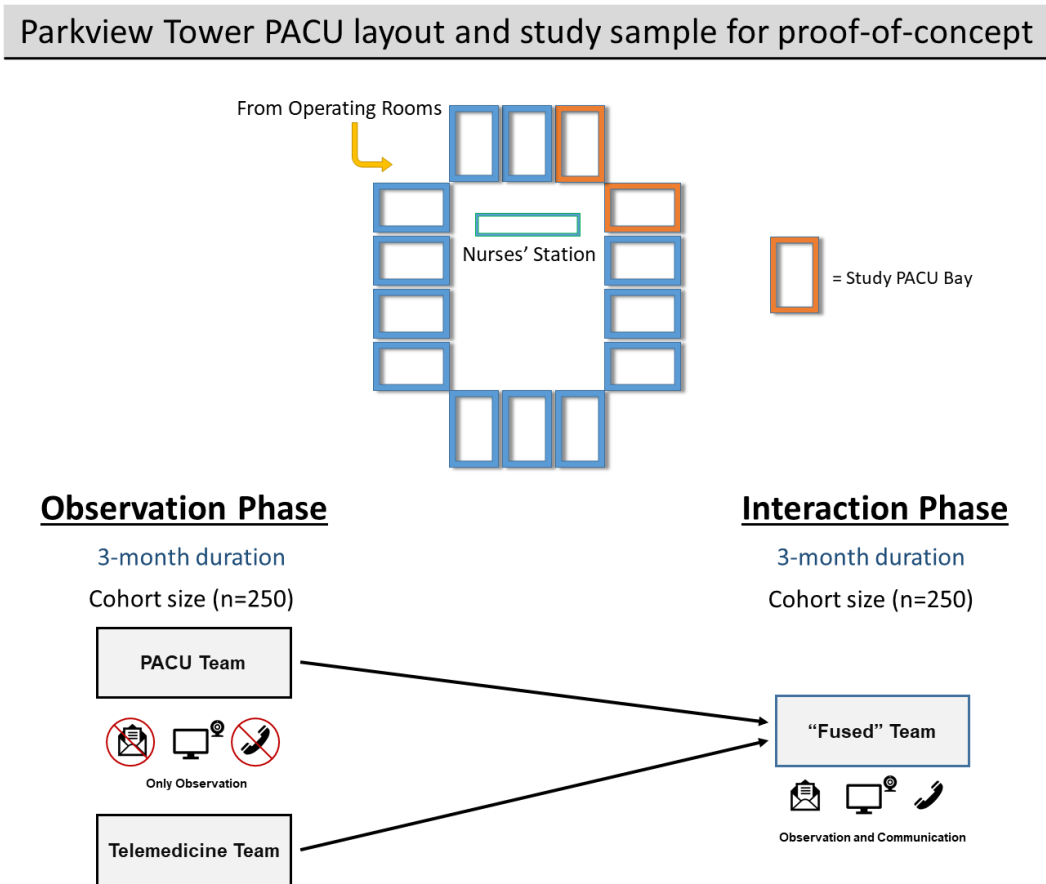 Parkview Tower PACU layout and study sample for proof-of-concept
From Operating Rooms
Nurses’ Station
= Study PACU Bay
Observation Phase
3-month duration
Cohort size (n=250)
PACU Team
Only Observation
Telemedicine Team
Interaction Phase
3-month duration
Cohort size (n=250)
“Fused” Team
Observation and Communication